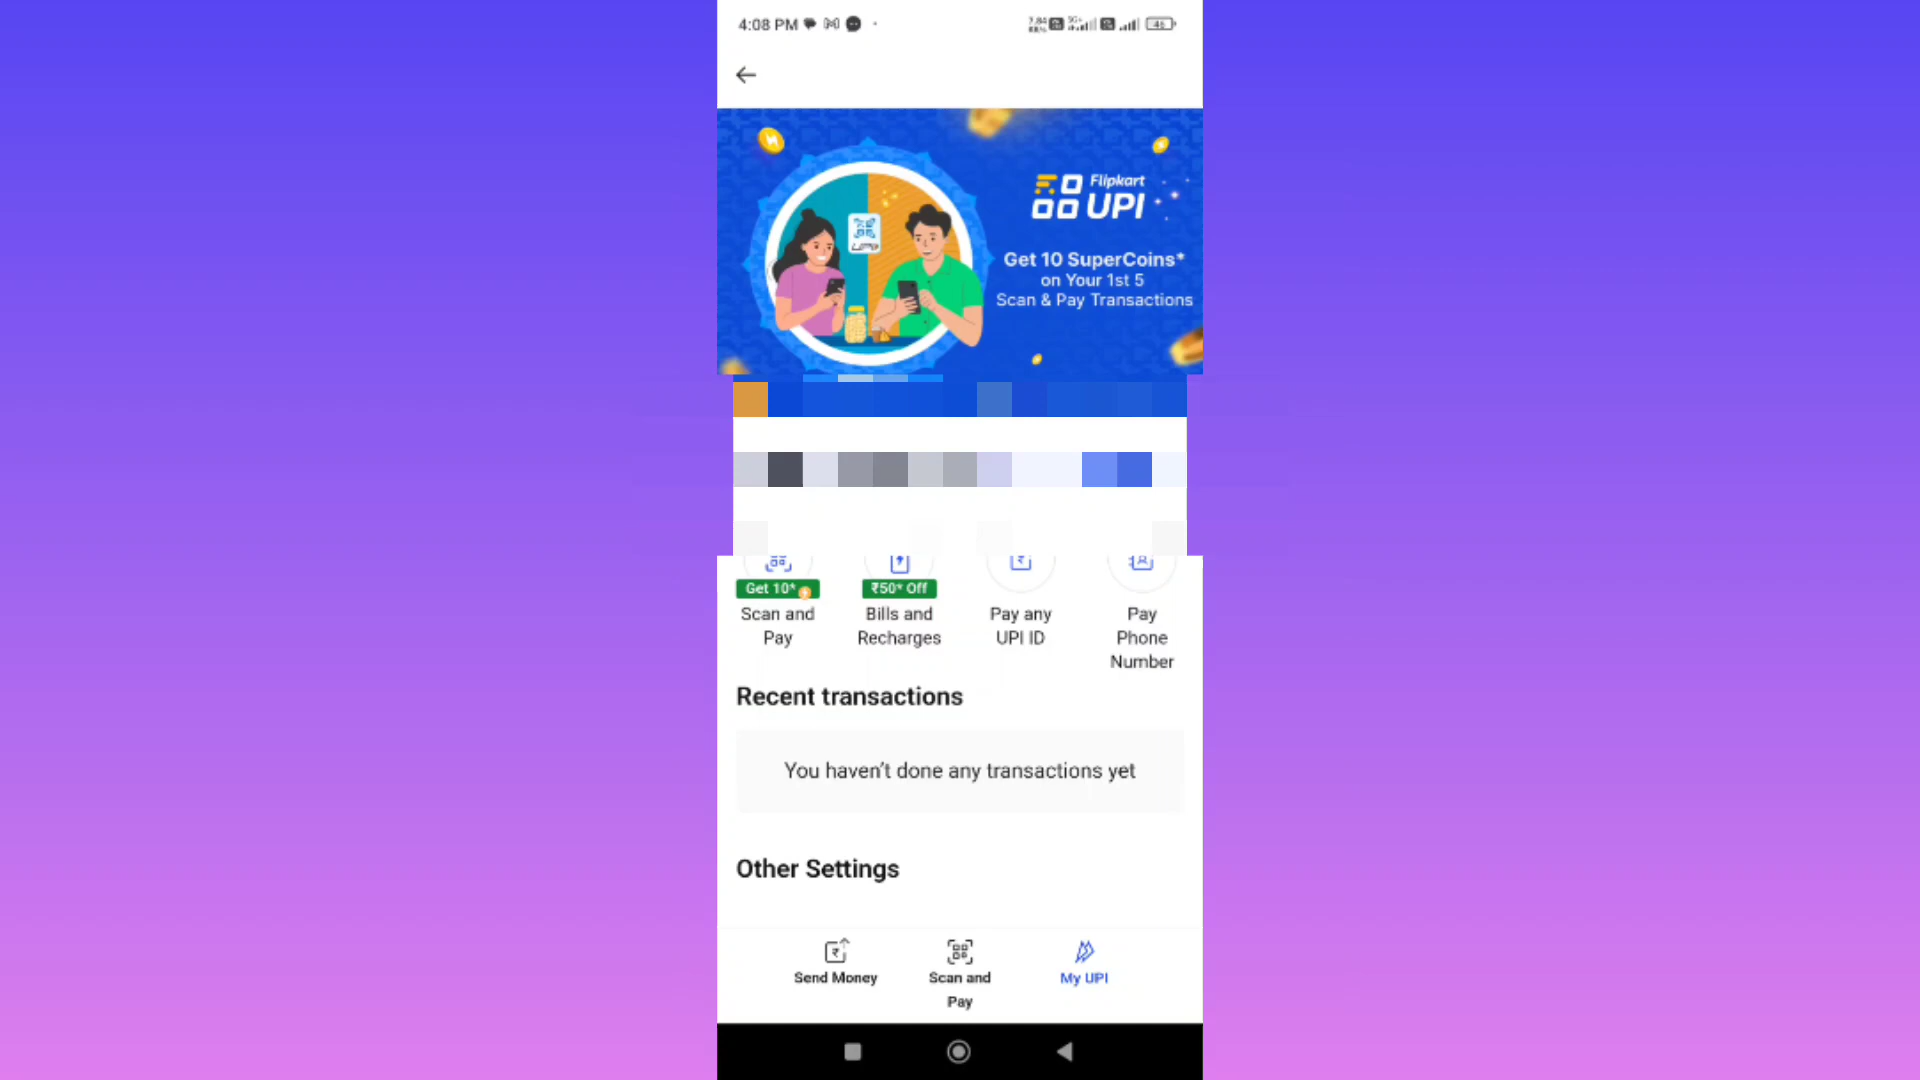 4:08 PM
46
Flipkart
UPI
Get 10 SuperCoins*
on Your 1st 5
Scan & Pay Transactions
Get 10*
₹50* Off
Scan and
Pay
Bills and
Recharges
Pay any
UPI ID
Pay
Phone
Number
Recent transactions
You haven't done any transactions yet
Other Settings
Send Money
Scan and
Pay
My UPI